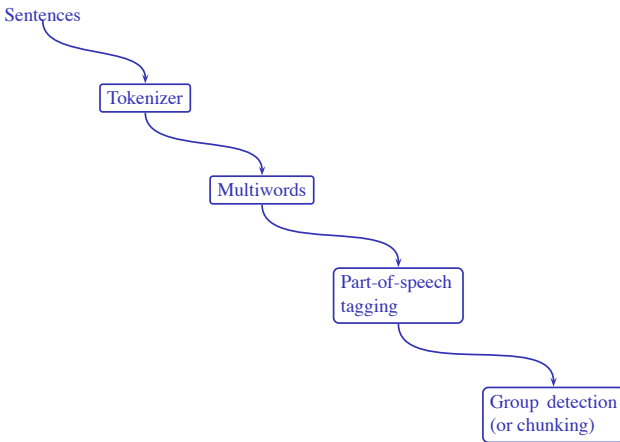 Sentences
Tokenizer
Multiwords
Part-of-speech
tagging
Group detection
(or chunking)